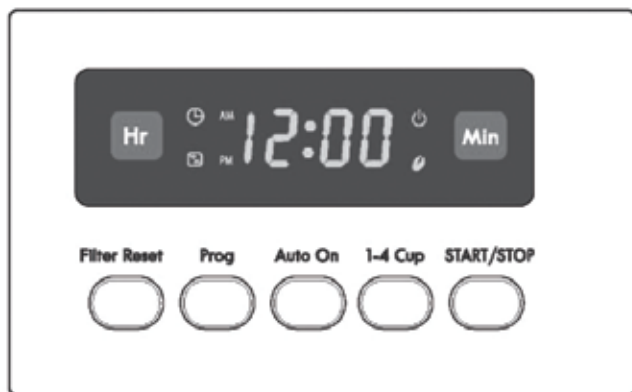 AM
Hr 12:00 Min
PM
Filter Reset Prog Auto On 1-4 Cup START/STOP